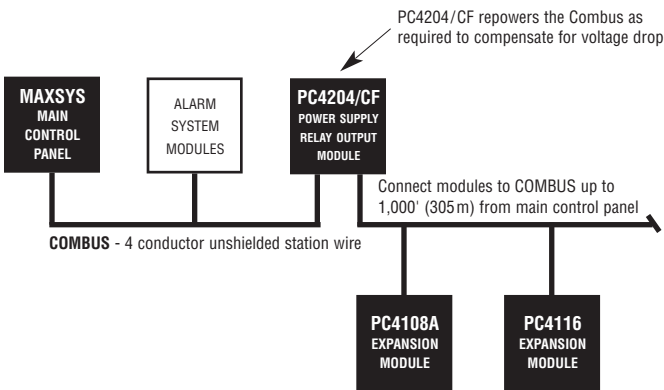 PC4204/CF repowers the Combus as
required to compensate for voltage drop
MAXSYS
MAIN
CONTROL
PANEL
ALARM
SYSTEM
MODULES
PC4204/CF
POWER SUPPLY
RELAY OUTPUT
MODULE
Connect modules to COMBUS up to
1,000' (305m) from main control panel
COMBUS - 4 conductor unshielded station wire
PC4108A
EXPANSION
MODULE
PC4116
EXPANSION
MODULE